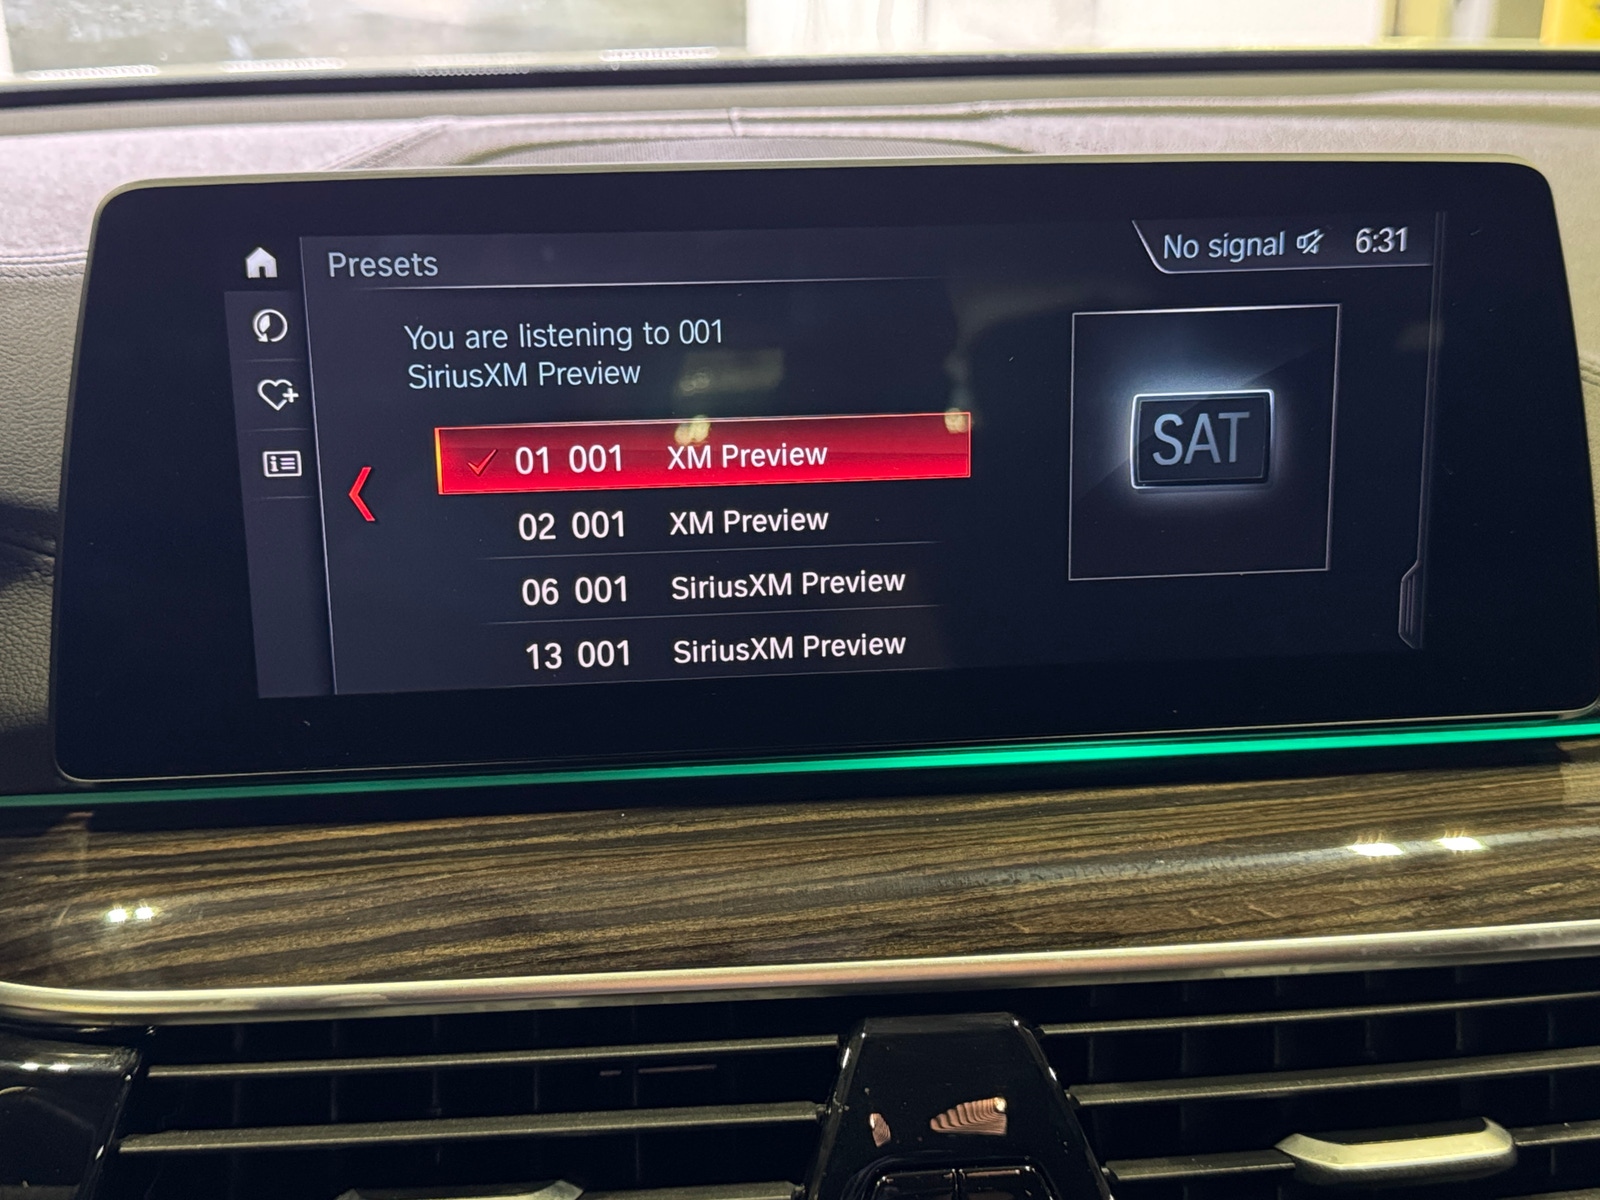 Presets
No signal 6:31
You are listening to 001
SiriusXM Preview
01 001 XM Preview
02 001 XM Preview
06 001 SiriusXM Preview
13 001 SiriusXM Preview
SAT